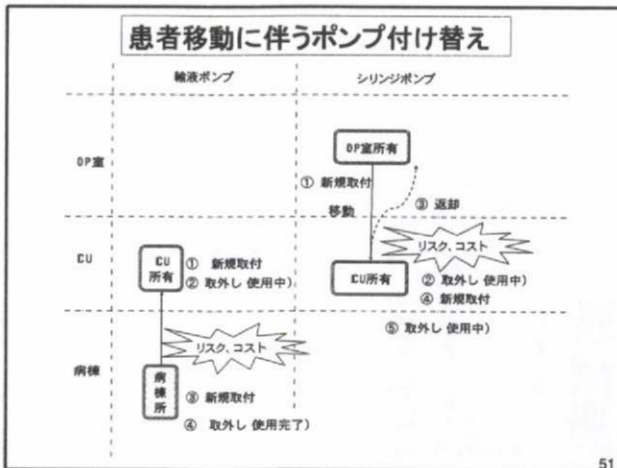 患者移動に伴うポンプ付け替え
輸液ポンプ
シリンジポンプ
OP室
OP室所有
① 新規取付
③ 返却
移動
リスク、コスト
ICU
ICU所有
② 取外し 使用中)
④ 新規取付
⑤ 取外し 使用中)
ICU
所有
① 新規取付
② 取外し 使用中)
リスク、コスト
病棟
病棟所
③ 新規取付
④ 取外し 使用完了)
51